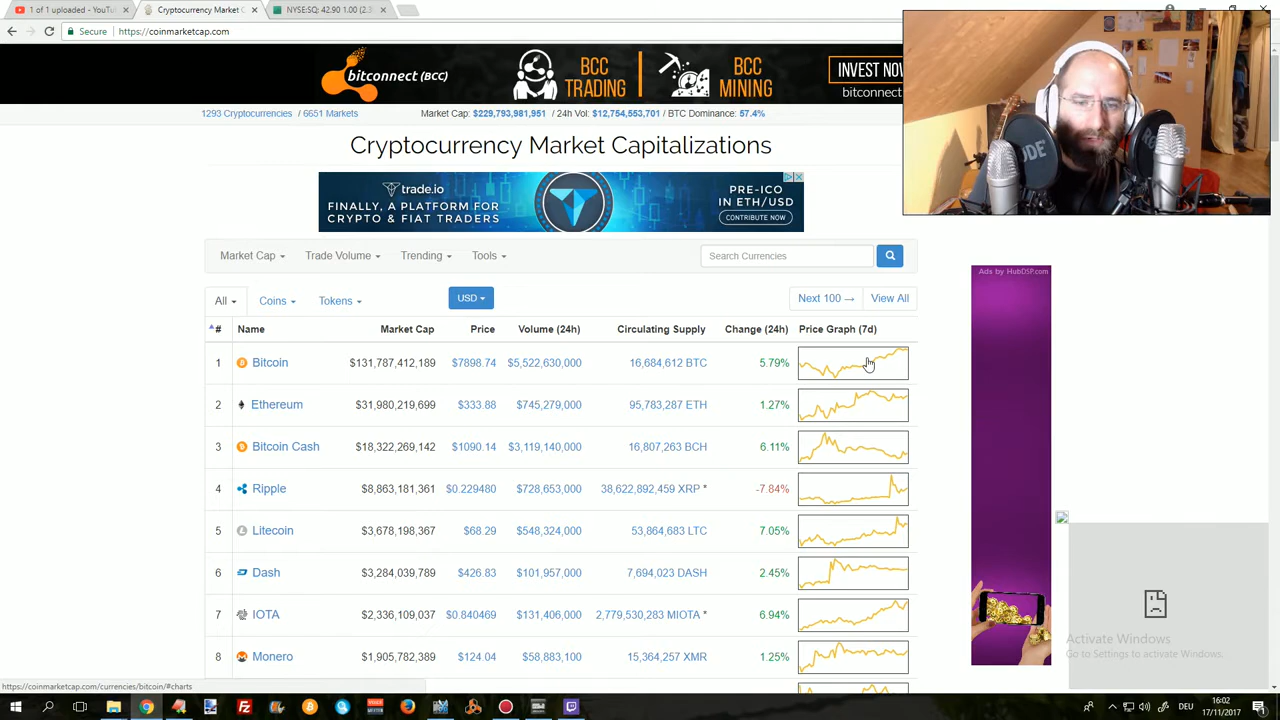 1 of 1 uploaded - YouTu
Cryptocurrency Market C
NYSE:SQ: 42.90 1.00 (2.3
Secure
https://coinmarketcap.com
bitconnect (BCC)
BCC TRADING
BCC MINING
INVEST NOW
bitconnect
1293 Cryptocurrencies / 6651 Markets
Market Cap: $229,793,981,951 / 24h Vol: $12,754,553,701 / BTC Dominance: 57.4%
Cryptocurrency Market Capitalizations
trade.io
FINALLY, A PLATFORM FOR
CRYPTO & FIAT TRADERS
PRE-ICO
IN ETH/USD
CONTRIBUTE NOW
RODE
Market Cap Trade Volume Trending Tools
Search Currencies
Ads by HubDSP.com
All Coins Tokens USD Next 100 → View All
# Name Market Cap Price Volume (24h) Circulating Supply Change (24h) Price Graph (7d)
1 Bitcoin $131,787,412,189 $7898.74 $5,522,630,000 16,684,612 BTC 5.79%
2 Ethereum $31,980,219,699 $333.88 $745,279,000 95,783,287 ETH 1.27%
3 Bitcoin Cash $18,322,269,142 $1090.14 $3,119,140,000 16,807,263 BCH 6.11%
4 Ripple $8,863,181,361 $0.229480 $728,653,000 38,622,892,459 XRP * -7.84%
5 Litecoin $3,678,198,367 $68.29 $548,324,000 53,864,683 LTC 7.05%
6 Dash $3,284,039,789 $426.83 $101,957,000 7,694,023 DASH 2.45%
7 IOTA $2,336,109,037 $0.840469 $131,406,000 2,779,530,283 MIOTA * 6.94%
8 Monero $1,905,782,389 $124.04 $58,883,100 15,364,257 XMR 1.25%
Activate Windows
Go to Settings to activate Windows.
https://coinmarketcap.com/currencies/bitcoin/#charts
DEU
16:02
17/11/2017